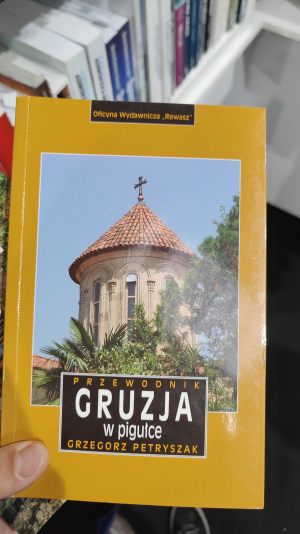 Oficyna Wydawnicza „Rewasz"
PRZEWODNIK
GRUZJA
w pigułce
GRZEGORZ PETRYSZAK